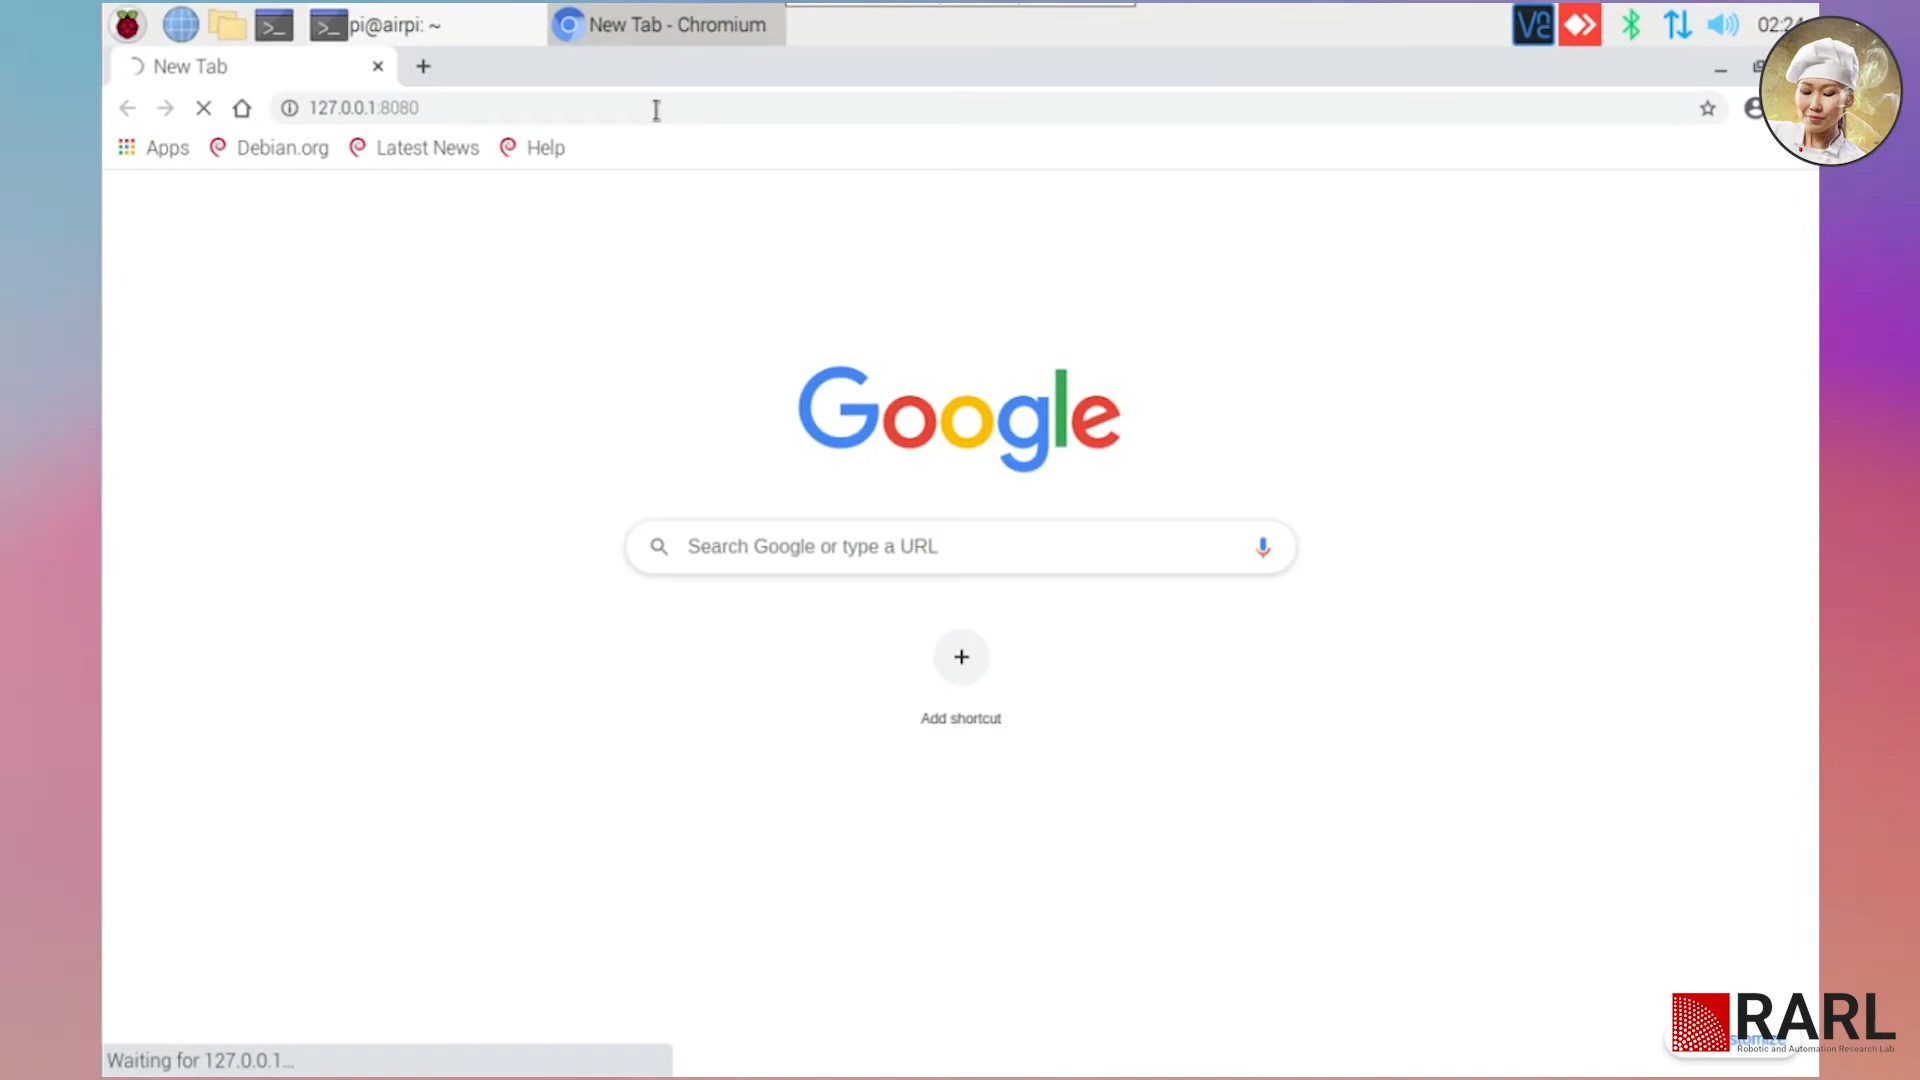 pi@airpi: ~
New Tab - Chromium
New Tab
127.0.0.1:8080
Apps
Debian.org
Latest News
Help
Google
Search Google or type a URL
Add shortcut
Waiting for 127.0.0.1...
RARL
Robotic and Automation Research Lab